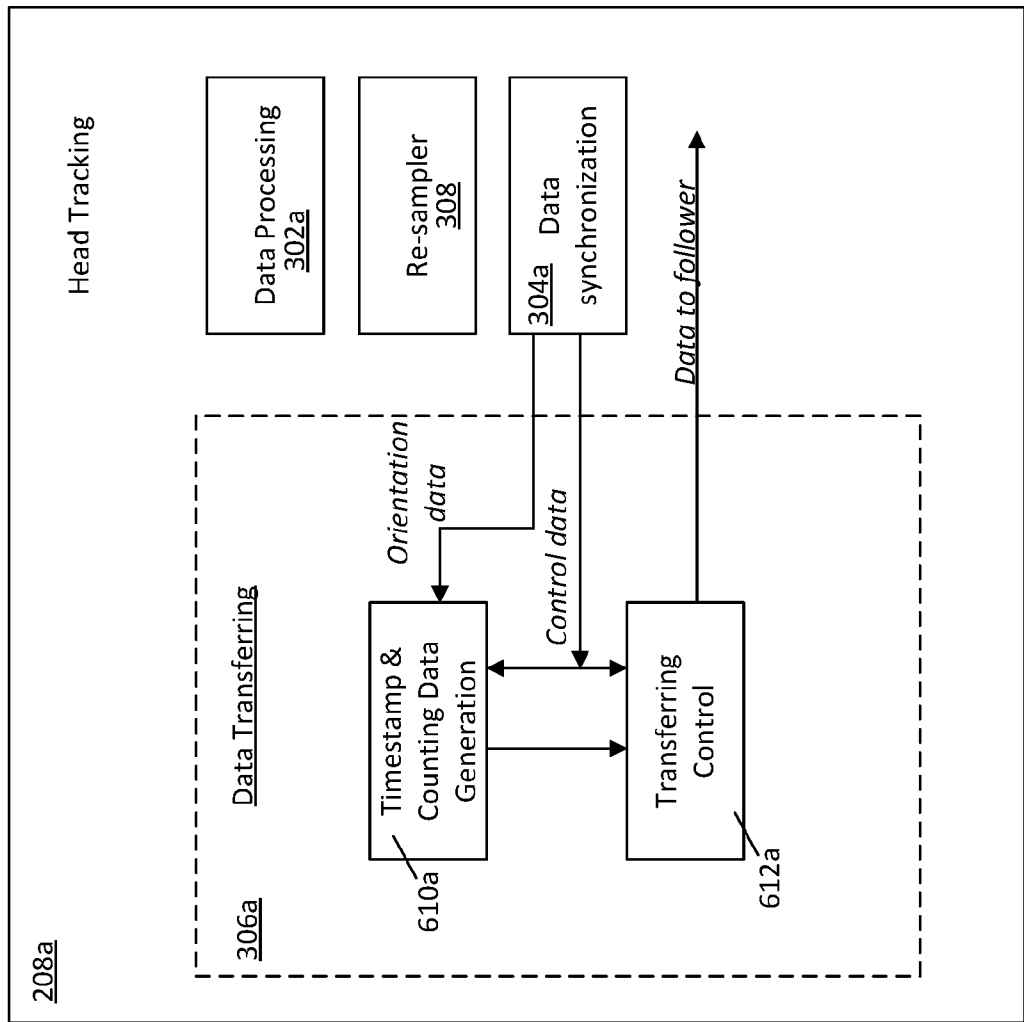 208a
Head Tracking
306a
Data Transferring
Data Processing
302a
Re-sampler
308
304a Data
synchronization
Orientation
data
Control data
Data to follower
Timestamp &
Counting Data
Generation
610a
Transferring
Control
612a